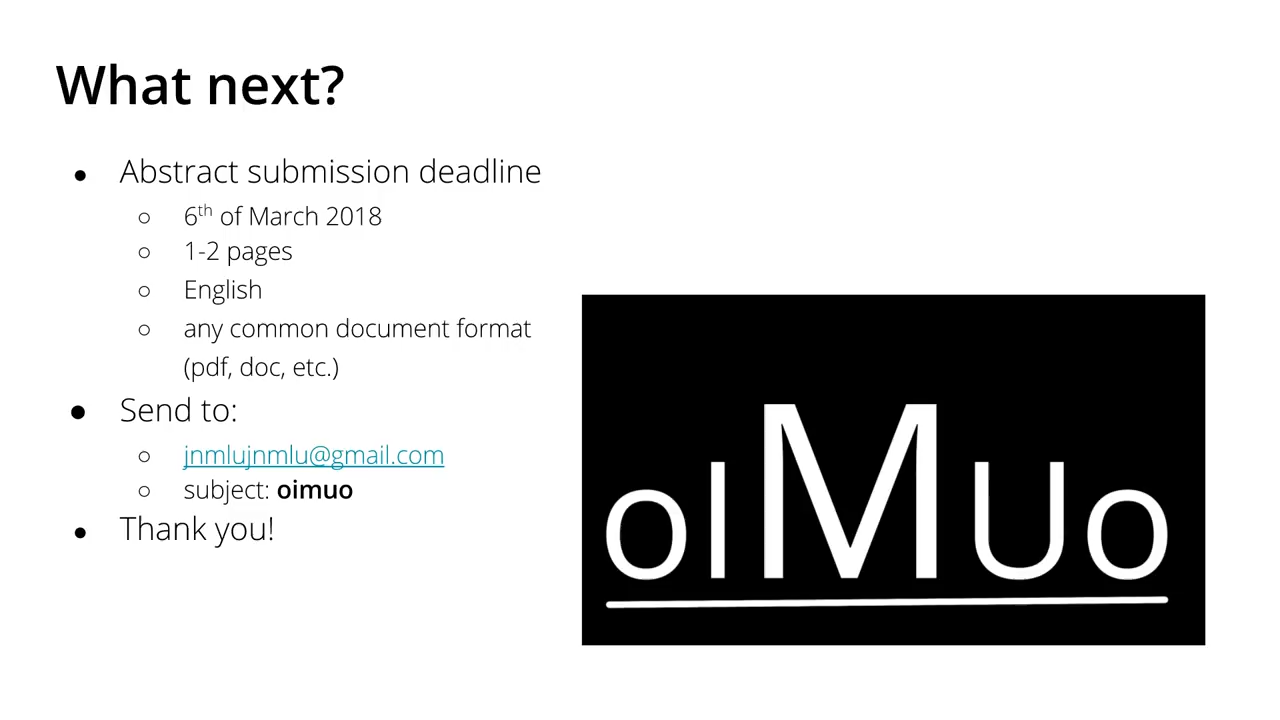 What next?
● Abstract submission deadline
○ 6th of March 2018
○ 1-2 pages
○ English
○ any common document format
(pdf, doc, etc.)
● Send to:
○ jnmlujnmlu@gmail.com
○ subject: oimuo
● Thank you!
oIMUo